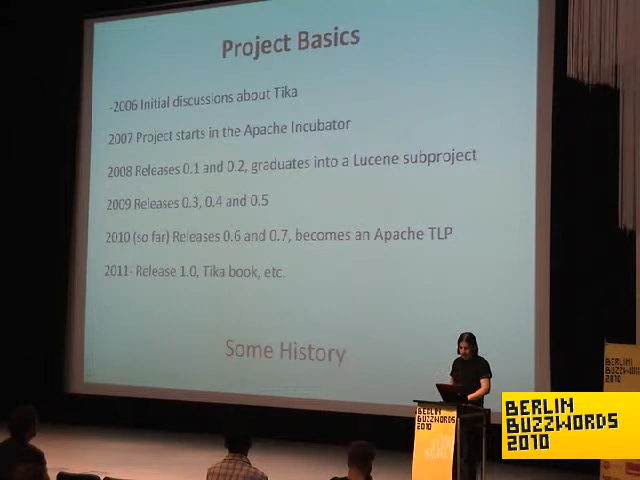 Project Basics
-2006 Initial discussions about Tika
2007 Project starts in the Apache Incubator
2008 Releases 0.1 and 0.2, graduates into a Lucene subproject
2009 Releases 0.3, 0.4 and 0.5
2010 (so far) Releases 0.6 and 0.7, becomes an Apache TLP
2011- Release 1.0, Tika book, etc.
Some History
BERLIN
BUZZWORDS
2010
BERLIN
BUZZWORDS
2010
BERLIN
BUZZWORDS
2010